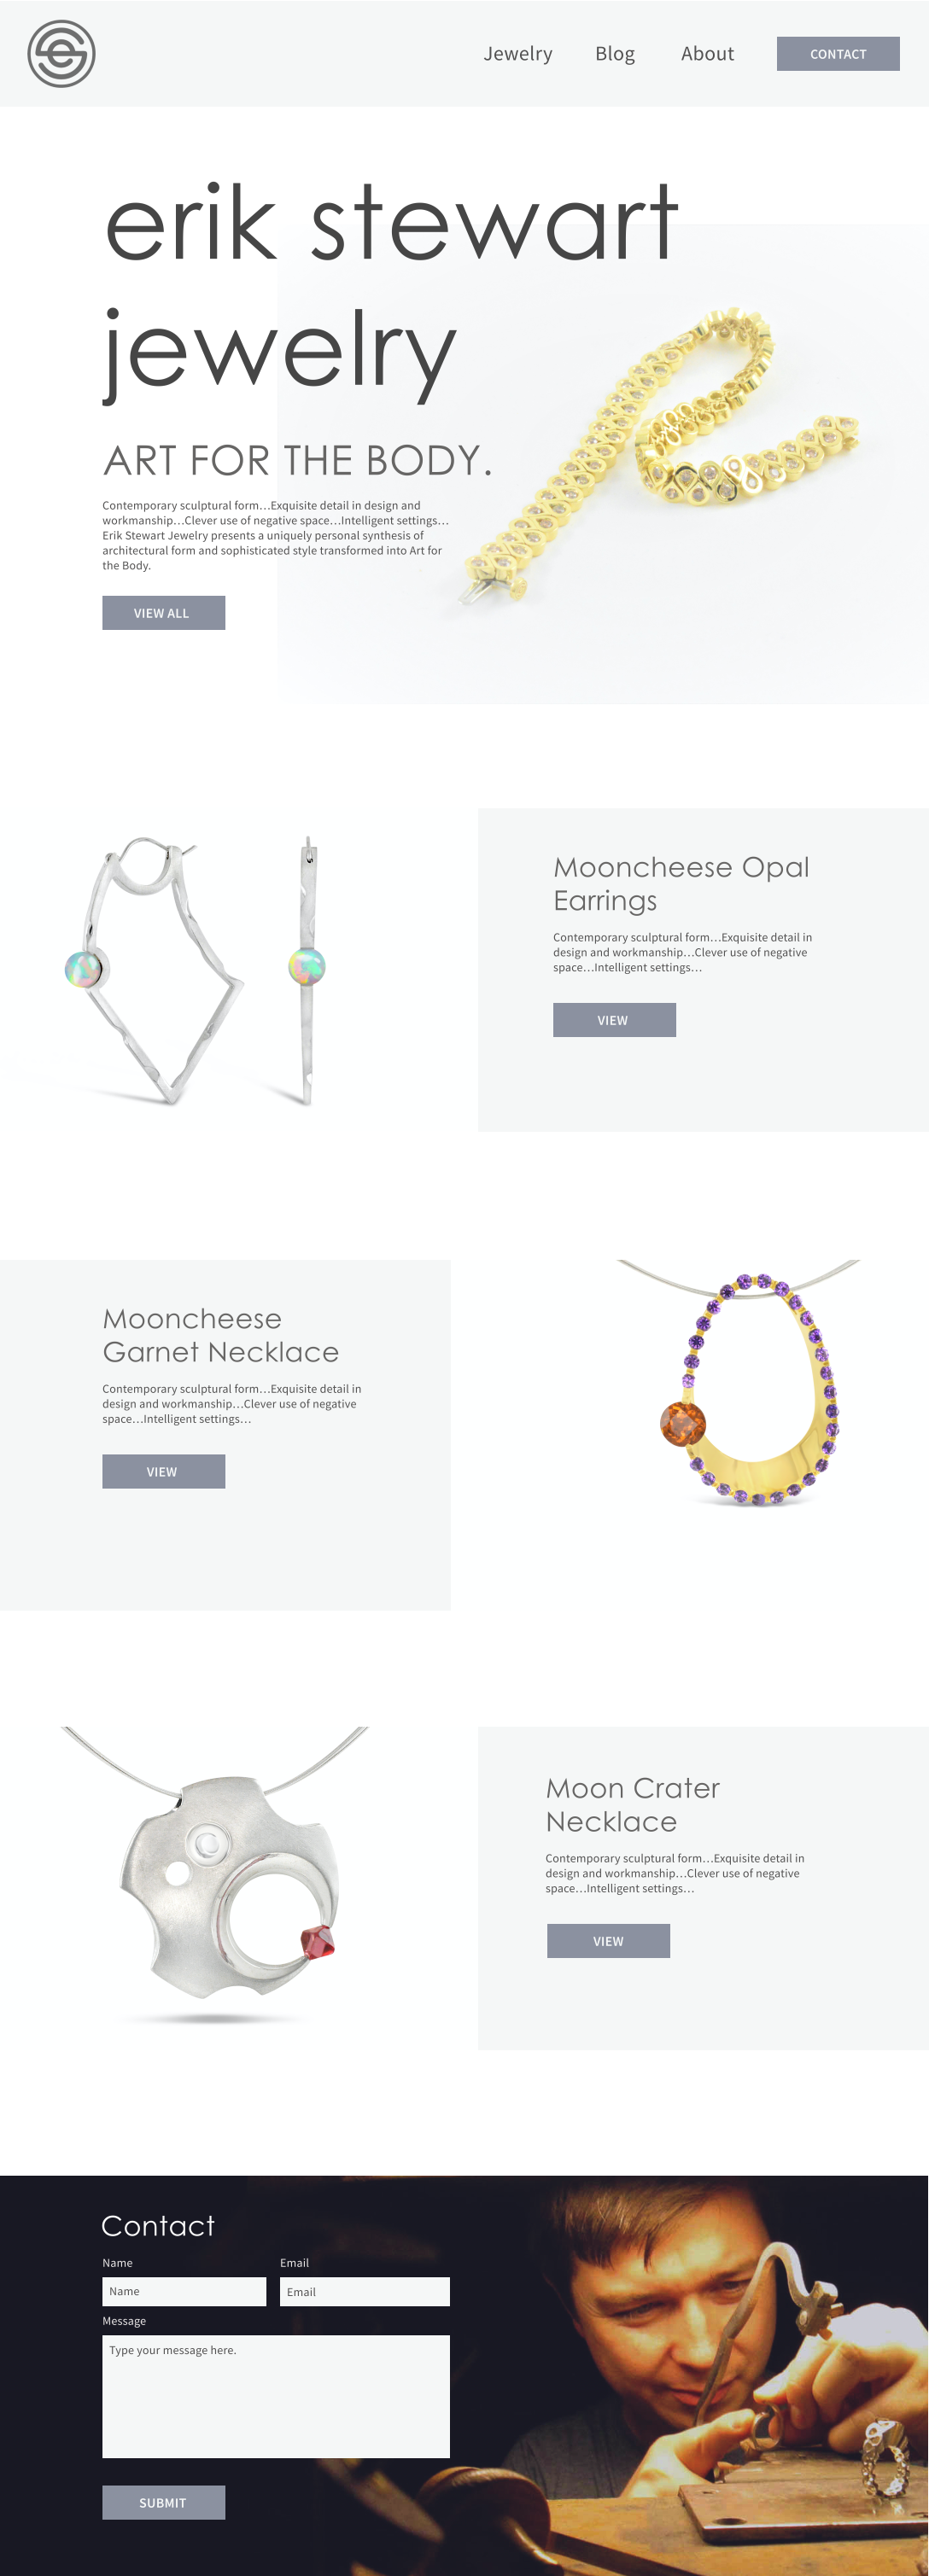 Jewelry Blog About CONTACT
erik stewart
jewelry
ART FOR THE BODY.
Contemporary sculptural form...Exquisite detail in design and
workmanship...Clever use of negative space...Intelligent settings...
Erik Stewart Jewelry presents a uniquely personal synthesis of
architectural form and sophisticated style transformed into Art for
the Body.
VIEW ALL
Mooncheese Opal
Earrings
Contemporary sculptural form...Exquisite detail in
design and workmanship...Clever use of negative
space...Intelligent settings...
VIEW
Mooncheese
Garnet Necklace
Contemporary sculptural form...Exquisite detail in
design and workmanship...Clever use of negative
space...Intelligent settings...
VIEW
Moon Crater
Necklace
Contemporary sculptural form...Exquisite detail in
design and workmanship...Clever use of negative
space...Intelligent settings...
VIEW
Contact
Name Email
Name Email
Message
Type your message here.
SUBMIT